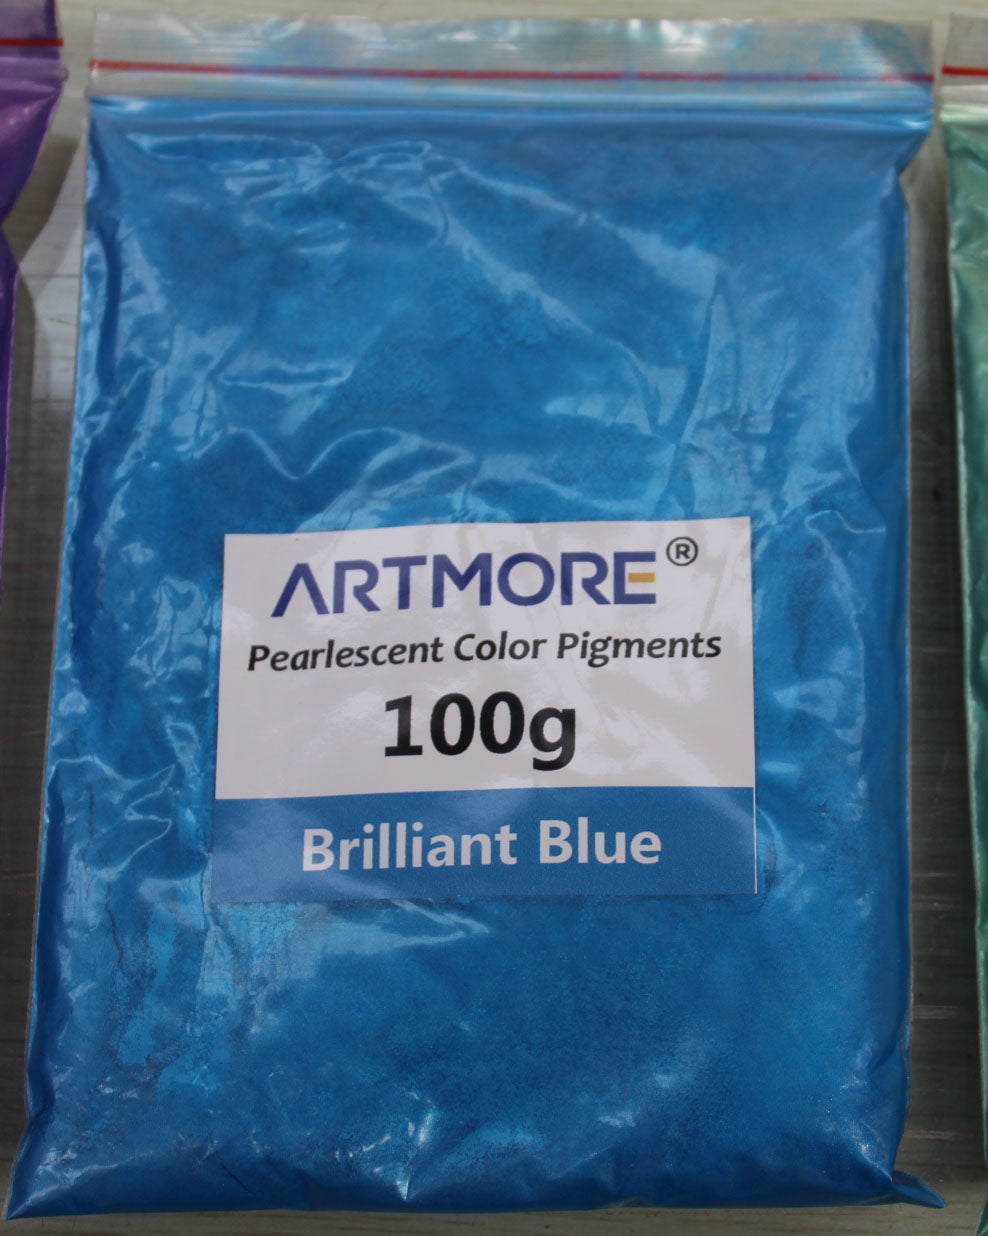 ARTMORE®
Pearlescent Color Pigments
100g
Brilliant Blue